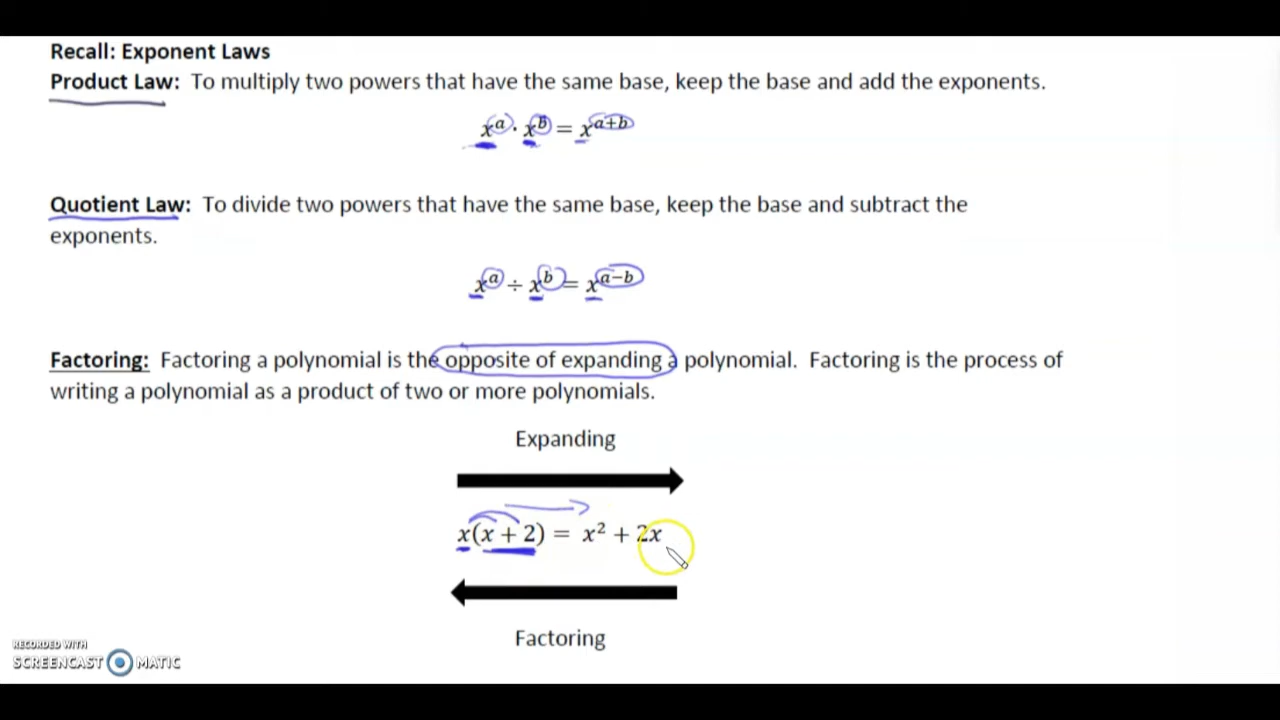 Recall: Exponent Laws
Product Law: To multiply two powers that have the same base, keep the base and add the exponents.
xᵃ · xᵇ = xᵃ⁺ᵇ
Quotient Law: To divide two powers that have the same base, keep the base and subtract the
exponents.
xᵃ ÷ xᵇ = xᵃ⁻ᵇ
Factoring: Factoring a polynomial is the opposite of expanding a polynomial. Factoring is the process of
writing a polynomial as a product of two or more polynomials.
Expanding
x(x + 2) = x² + 2x
Factoring
RECORDED WITH
SCREENCAST MATIC